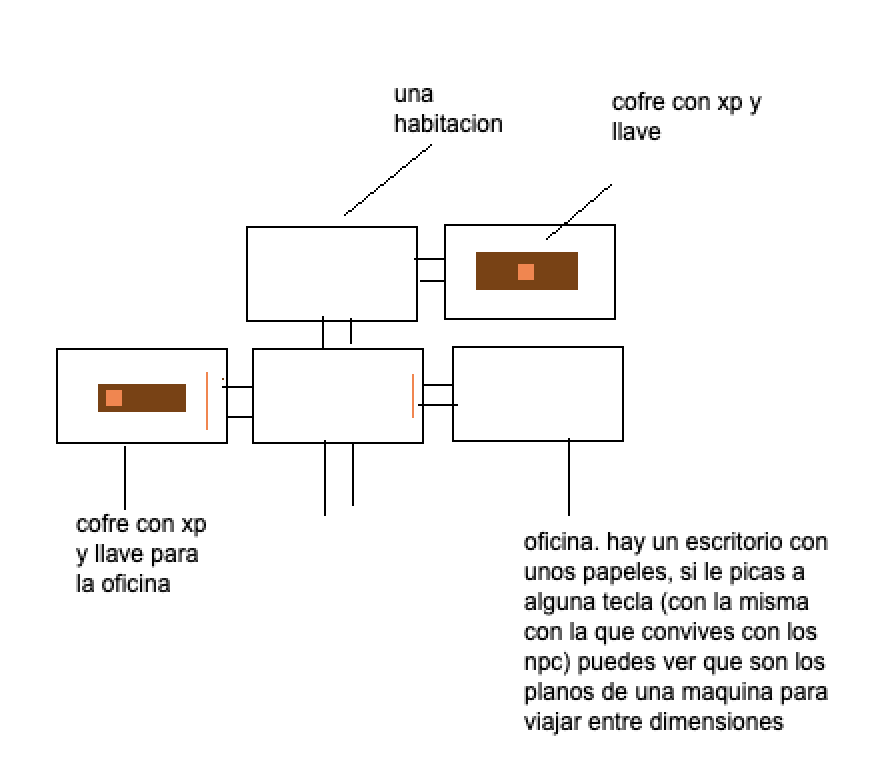 una
habitacion
cofre con xp y
llave
cofre con xp
y llave para
la oficina
oficina. hay un escritorio con
unos papeles, si le picas a
alguna tecla (con la misma
con la que convives con los
npc) puedes ver que son los
planos de una maquina para
viajar entre dimensiones